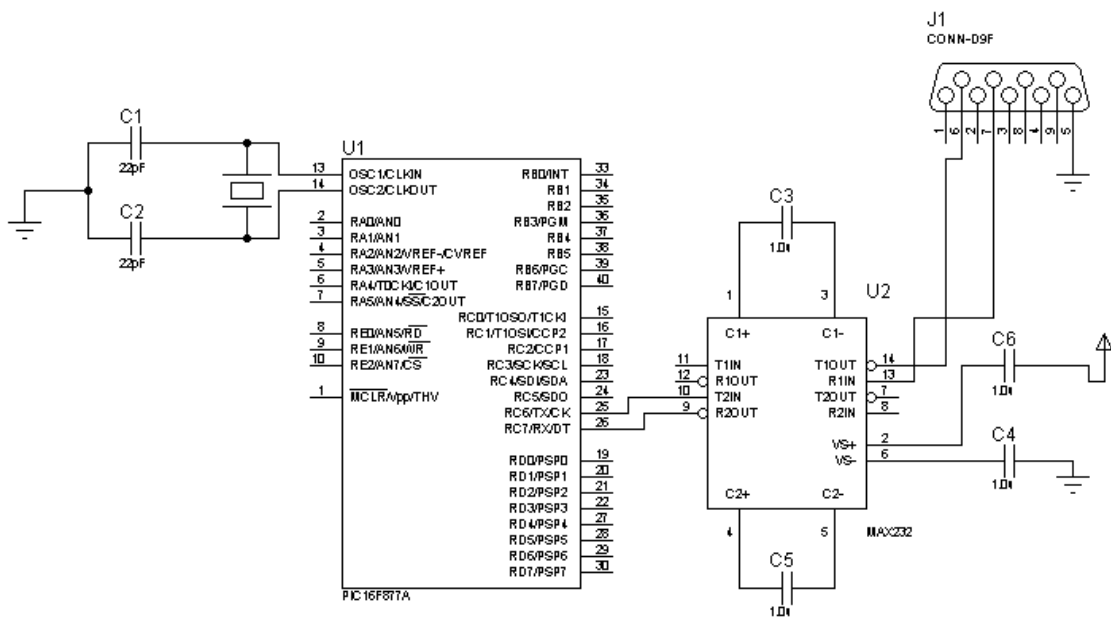 J1
CONN-D9F
1
6
2
7
3
8
4
9
5
C1
22pF
C2
22pF
U1
13 OSC1/CLKIN
14 OSC2/CLKOUT
2 RA0/AN0
3 RA1/AN1
4 RA2/AN2/VREF-/CVREF
5 RA3/AN3/VREF+
6 RA4/T0CKI/C1OUT
7 RA5/AN4/SS/C2OUT
8 RE0/AN5/RD
9 RE1/AN6/WR
10 RE2/AN7/CS
1 MCLR/Vpp/THV
RB0/INT 33
RB1 34
RB2 35
RB3/PGM 36
RB4 37
RB5 38
RB6/PGC 39
RB7/PGD 40
RC0/T1OSO/T1CKI 15
RC1/T1OSI/CCP2 16
RC2/CCP1 17
RC3/SCK/SCL 18
RC4/SDI/SDA 23
RC5/SDO 24
RC6/TX/CK 25
RC7/RX/DT 26
RD0/PSP0 19
RD1/PSP1 20
RD2/PSP2 21
RD3/PSP3 22
RD4/PSP4 27
RD5/PSP5 28
RD6/PSP6 29
RD7/PSP7 30
PIC16F877A
C3
1.0u
U2
1
3
C1+
C1-
11 T1IN
12 R1OUT
10 T2IN
9 R2OUT
T1OUT 14
R1IN 13
T2OUT 7
R2IN 8
VS+ 2
VS- 6
C2+
C2-
4
5
MAX232
C5
1.0u
C6
1.0u
C4
1.0u